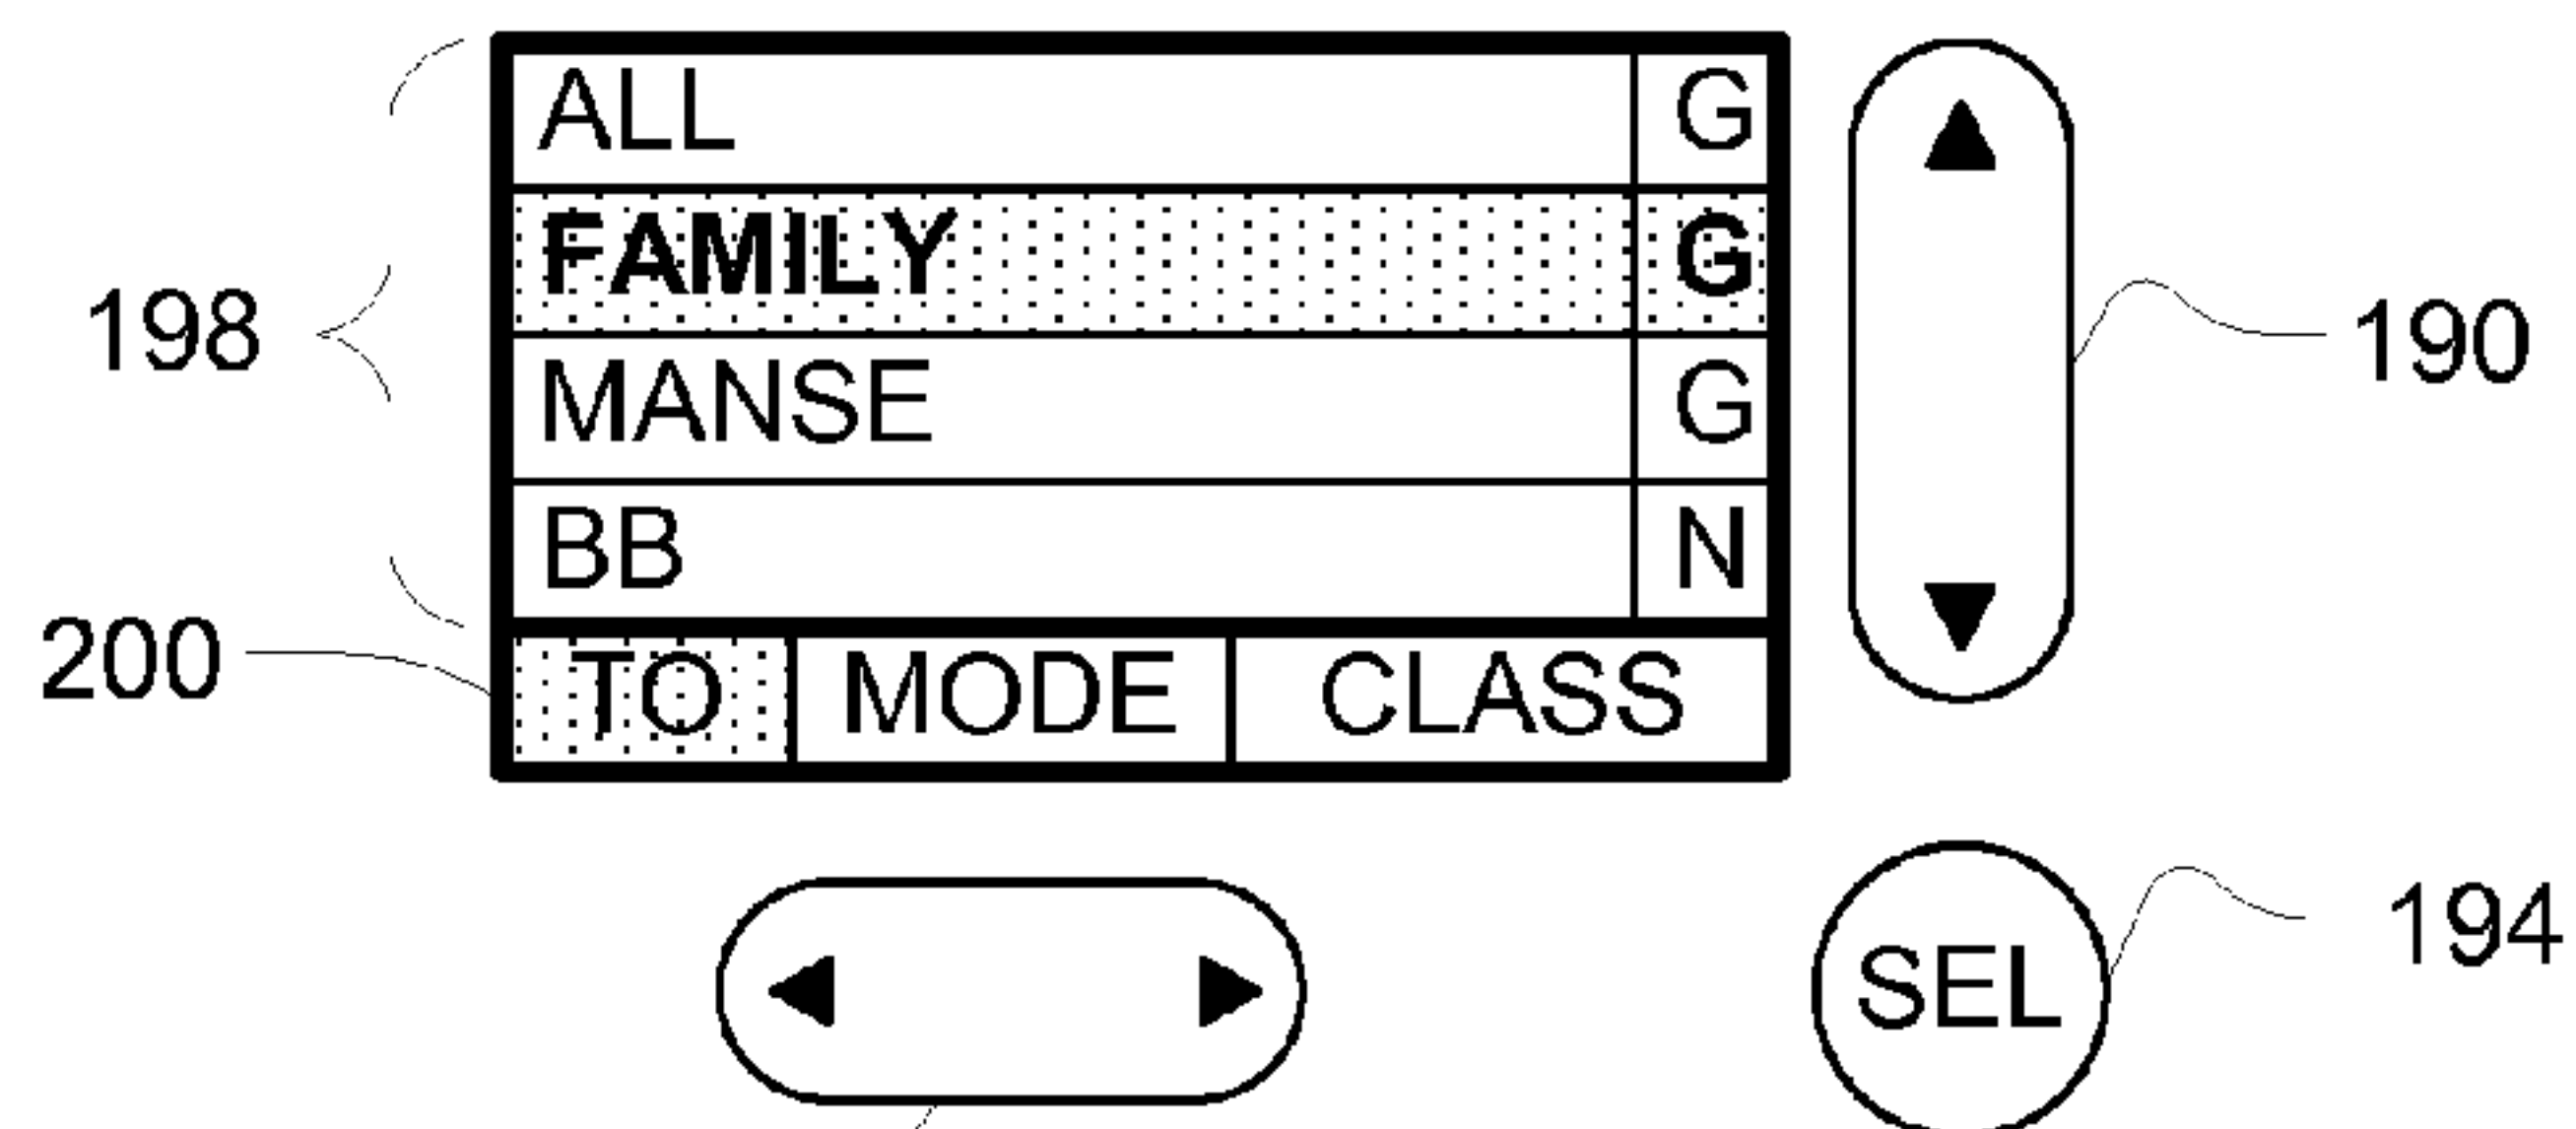 ALL G
FAMILY G
198 190
MANSE G
BB N
200 TO MODE CLASS
194
SEL